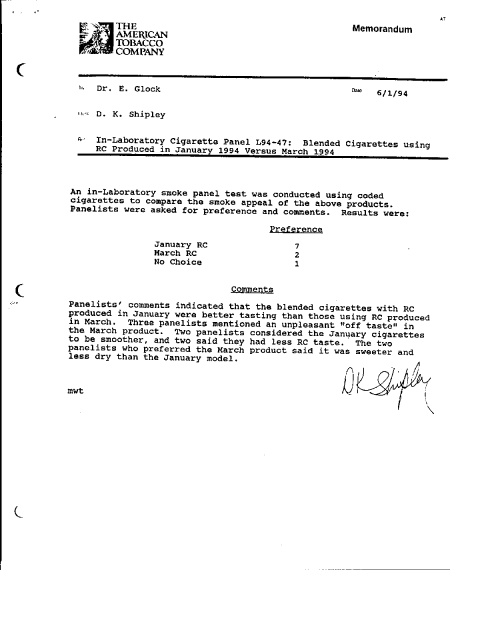 THE
AMERICAN
TOBACCO
COMPANY
Memorandum
To Dr. E. Glock
Date 6/1/94
D. K. Shipley
In-Laboratory Cigarette Panel L94-47: Blended Cigarettes using
RC Produced in January 1994 Versus March 1994
An in-Laboratory smoke panel test was conducted using coded
cigarettes to compare the smoke appeal of the above products.
Panelists were asked for preference and comments. Results were:
Preference
January RC 7
March RC 2
No Choice 1
Comments
Panelists' comments indicated that the blended cigarettes with RC
produced in January were better tasting than those using RC produced
in March. Three panelists mentioned an unpleasant "off taste" in
the March product. Two panelists considered the January cigarettes
to be smoother, and two said they had less RC taste. The two
panelists who preferred the March product said it was sweeter and
less dry than the January model.
DK Shipley
mwt